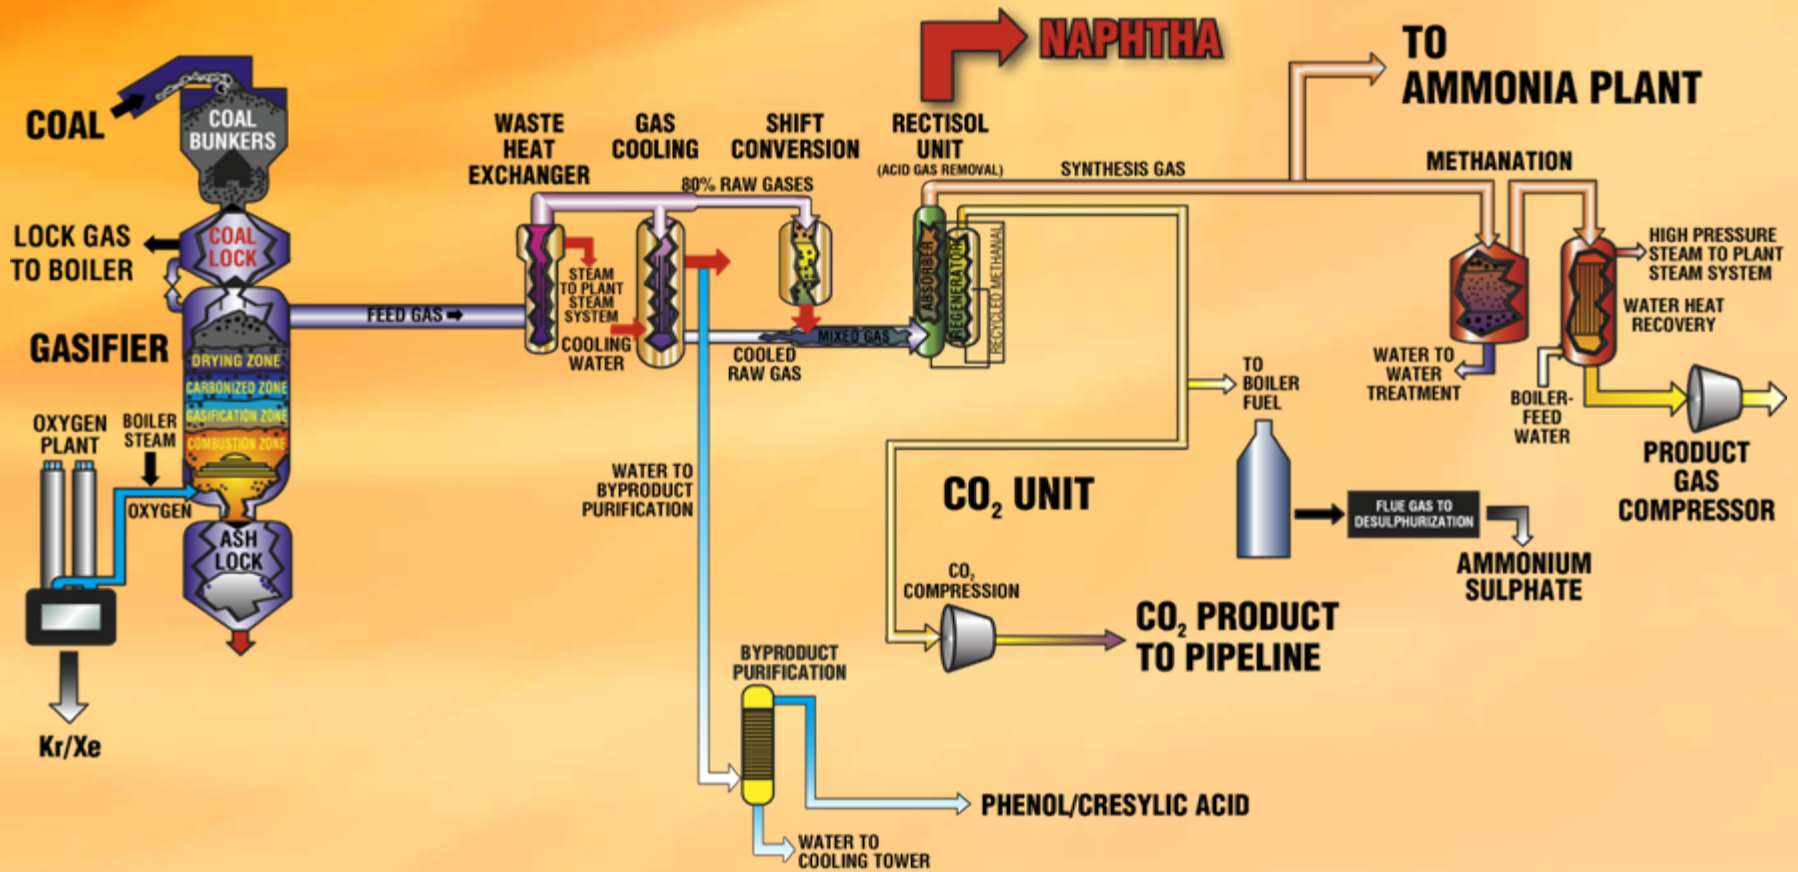 NAPHTHA
TO
AMMONIA PLANT
COAL
COAL
BUNKERS
WASTE
HEAT
EXCHANGER
GAS
COOLING
SHIFT
CONVERSION
RECTISOL
UNIT
(ACID GAS REMOVAL)
SYNTHESIS GAS
METHANATION
80% RAW GASES
LOCK GAS
TO BOILER
COAL
LOCK
HIGH PRESSURE
STEAM TO PLANT
STEAM SYSTEM
STEAM
TO PLANT
STEAM
SYSTEM
ABSORBER
REGENERATOR
RECYCLED METHANAL
FEED GAS
WATER HEAT
RECOVERY
GASIFIER
DRYING ZONE
CARBONIZED ZONE
GASIFICATION ZONE
COMBUSTION ZONE
COOLING
WATER
MIXED GAS
COOLED
RAW GAS
TO
BOILER
FUEL
WATER TO
WATER
TREATMENT
BOILER-
FEED
WATER
OXYGEN
PLANT
BOILER
STEAM
OXYGEN
PRODUCT
GAS
COMPRESSOR
WATER TO
BYPRODUCT
PURIFICATION
CO2 UNIT
FLUE GAS TO
DESULPHURIZATION
ASH
LOCK
AMMONIUM
SULPHATE
CO2
COMPRESSION
CO2 PRODUCT
TO PIPELINE
BYPRODUCT
PURIFICATION
Kr/Xe
PHENOL/CRESYLIC ACID
WATER TO
COOLING TOWER